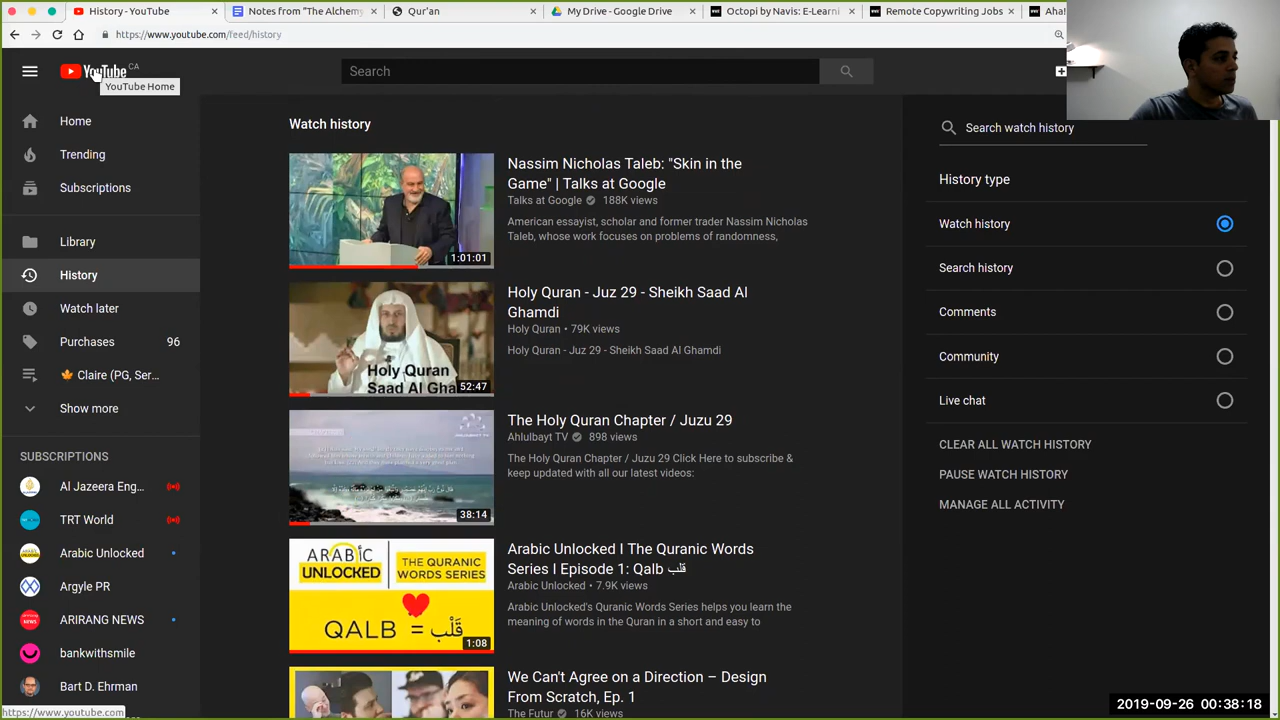 History - YouTube
Notes from "The Alchemy
Qur'an
My Drive - Google Drive
Octopi by Navis: E-Learni
Remote Copywriting Jobs
Aha!
https://www.youtube.com/feed/history
YouTube CA
YouTube Home
Search
Home
Trending
Subscriptions
Library
History
Watch later
Purchases 96
Claire (PG, Ser...
Show more
SUBSCRIPTIONS
Al Jazeera Eng...
TRT World
Arabic Unlocked
Argyle PR
ARIRANG NEWS
bankwithsmile
Bart D. Ehrman
https://www.youtube.com
Watch history
1:01:01
Nassim Nicholas Taleb: "Skin in the
Game" | Talks at Google
Talks at Google 188K views
American essayist, scholar and former trader Nassim Nicholas
Taleb, whose work focuses on problems of randomness,
Holy Quran
Saad Al Gha
52:47
Holy Quran - Juz 29 - Sheikh Saad Al
Ghamdi
Holy Quran • 79K views
Holy Quran - Juz 29 - Sheikh Saad Al Ghamdi
38:14
The Holy Quran Chapter / Juzu 29
Ahlulbayt TV 898 views
The Holy Quran Chapter / Juzu 29 Click Here to subscribe &
keep updated with all our latest videos:
ARABIC
UNLOCKED
THE QURANIC
WORDS SERIES
QALB = قَلْب
1:08
Arabic Unlocked I The Quranic Words
Series I Episode 1: Qalb قلب
Arabic Unlocked • 7.9K views
Arabic Unlocked's Quranic Words Series helps you learn the
meaning of words in the Quran in a short and easy to
We Can't Agree on a Direction – Design
From Scratch, Ep. 1
The Futur 16K views
Search watch history
History type
Watch history
Search history
Comments
Community
Live chat
CLEAR ALL WATCH HISTORY
PAUSE WATCH HISTORY
MANAGE ALL ACTIVITY
2019-09-26 00:38:18